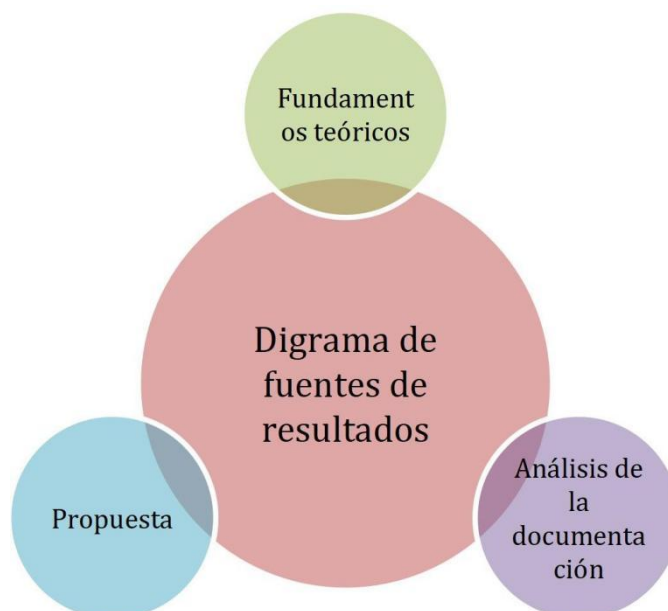 Fundament
os teóricos
Digrama de
fuentes de
resultados
Propuesta
Análisis de
la
documenta
ción